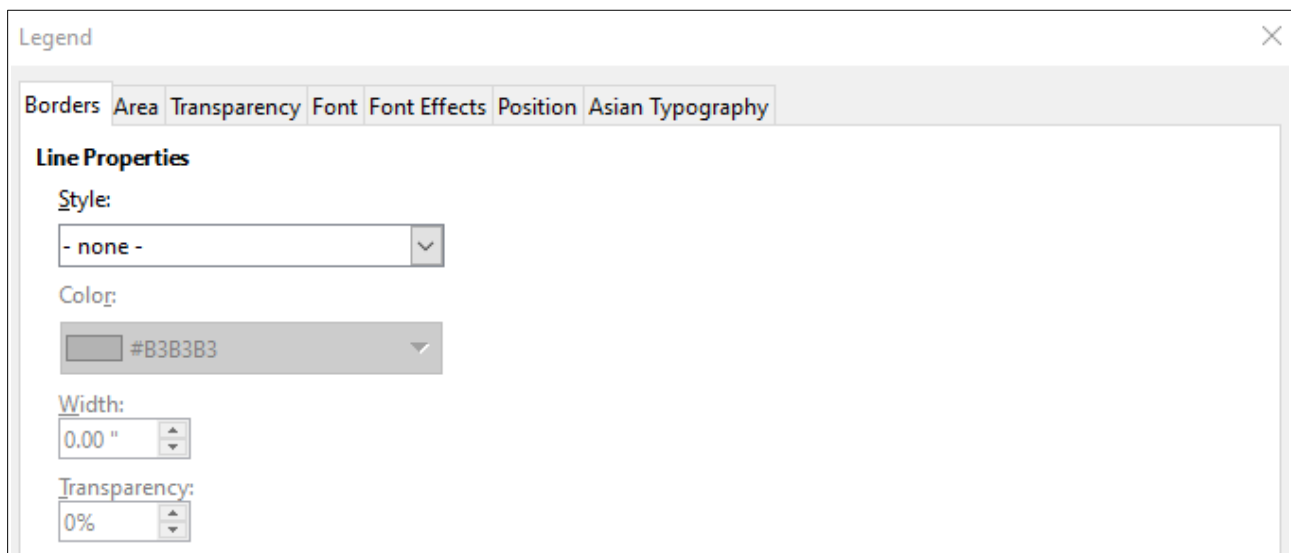 Legend
Borders Area Transparency Font Font Effects Position Asian Typography
Line Properties
Style:
- none -
Color:
#B3B3B3
Width:
0.00 "
Transparency:
0%